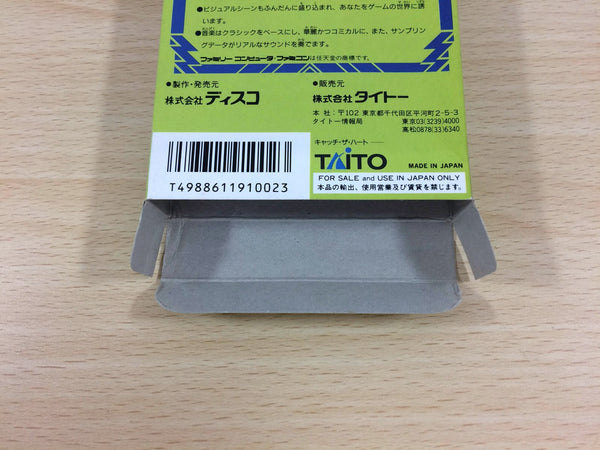 ●ビジュアルシーンもふんだんに盛り込まれ、あなたをゲームの世界に誘
います。
●音楽はクラシックをベースにし、華麗かつコミカルに、また、サンプリン
グデータがリアルなサウンドを奏でます。
ファミリー コンピュータ・ファミコンは任天堂の商標です。
●製作・発売元
株式会社 ディスコ
●販売元
株式会社 タイトー
本 社：〒102 東京都千代田区平河町2-5-3
タイトー情報局 東京03(3239)4000
高松0878(33)6340
T4988611910023
キャッチ・ザ・ハート
TAITO
MADE IN JAPAN
FOR SALE and USE IN JAPAN ONLY
本品の輸出、使用営業及び賃貸を禁じます。